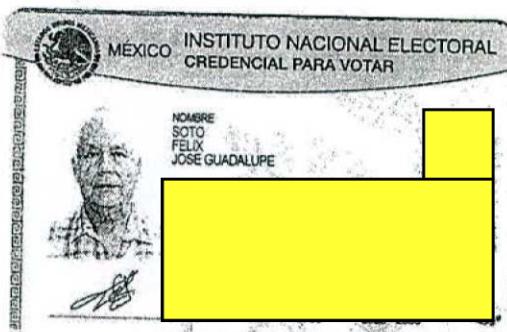 MÉXICO INSTITUTO NACIONAL ELECTORAL
CREDENCIAL PARA VOTAR
NOMBRE
SOTO
FELIX
JOSE GUADALUPE